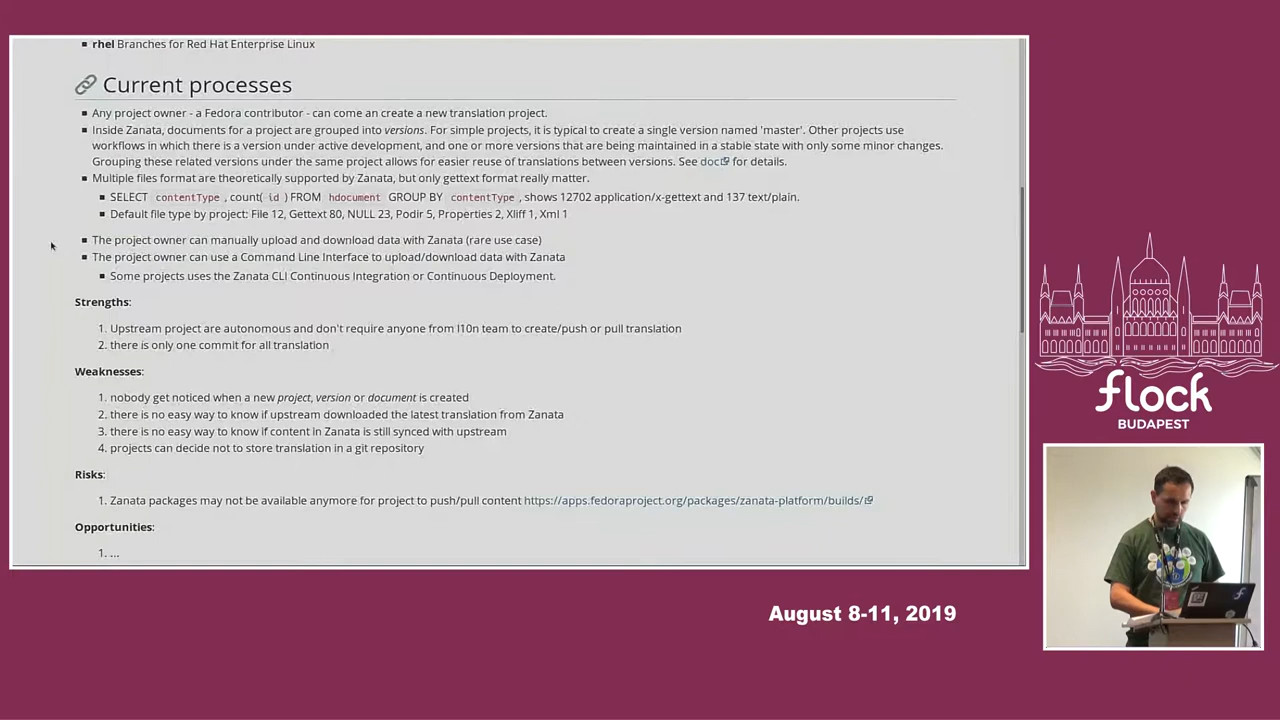 rhel Branches for Red Hat Enterprise Linux
Current processes
Any project owner - a Fedora contributor - can come an create a new translation project.
Inside Zanata, documents for a project are grouped into versions. For simple projects, it is typical to create a single version named 'master'. Other projects use
workflows in which there is a version under active development, and one or more versions that are being maintained in a stable state with only some minor changes.
Grouping these related versions under the same project allows for easier reuse of translations between versions. See doc for details.
Multiple files format are theoretically supported by Zanata, but only gettext format really matter.
SELECT contentType , count( id ) FROM hdocument GROUP BY contentType , shows 12702 application/x-gettext and 137 text/plain.
Default file type by project: File 12, Gettext 80, NULL 23, Podir 5, Properties 2, Xliff 1, Xml 1
The project owner can manually upload and download data with Zanata (rare use case)
The project owner can use a Command Line Interface to upload/download data with Zanata
Some projects uses the Zanata CLI Continuous Integration or Continuous Deployment.
Strengths:
1. Upstream project are autonomous and don't require anyone from l10n team to create/push or pull translation
2. there is only one commit for all translation
Weaknesses:
1. nobody get noticed when a new project, version or document is created
2. there is no easy way to know if upstream downloaded the latest translation from Zanata
3. there is no easy way to know if content in Zanata is still synced with upstream
4. projects can decide not to store translation in a git repository
Risks:
1. Zanata packages may not be available anymore for project to push/pull content https://apps.fedoraproject.org/packages/zanata-platform/builds/
Opportunities:
1. ...
flock
BUDAPEST
August 8-11, 2019